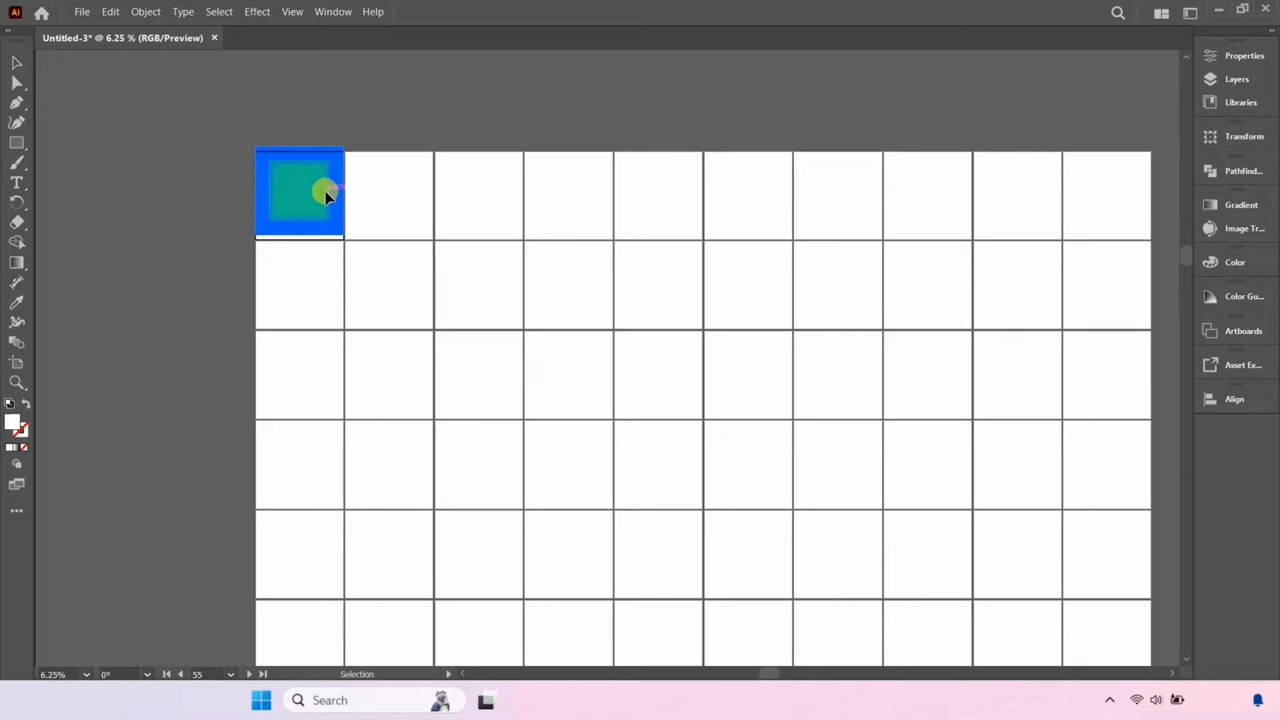 Ai File Edit Object Type Select Effect View Window Help
Untitled-3* @ 6.25 % (RGB/Preview) ×
Properties
Layers
Libraries
Transform
Pathfind...
Gradient
Image Tr...
Color
Color Gu...
Artboards
Asset Ex...
Align
6.25% 0° 55 Selection
Search